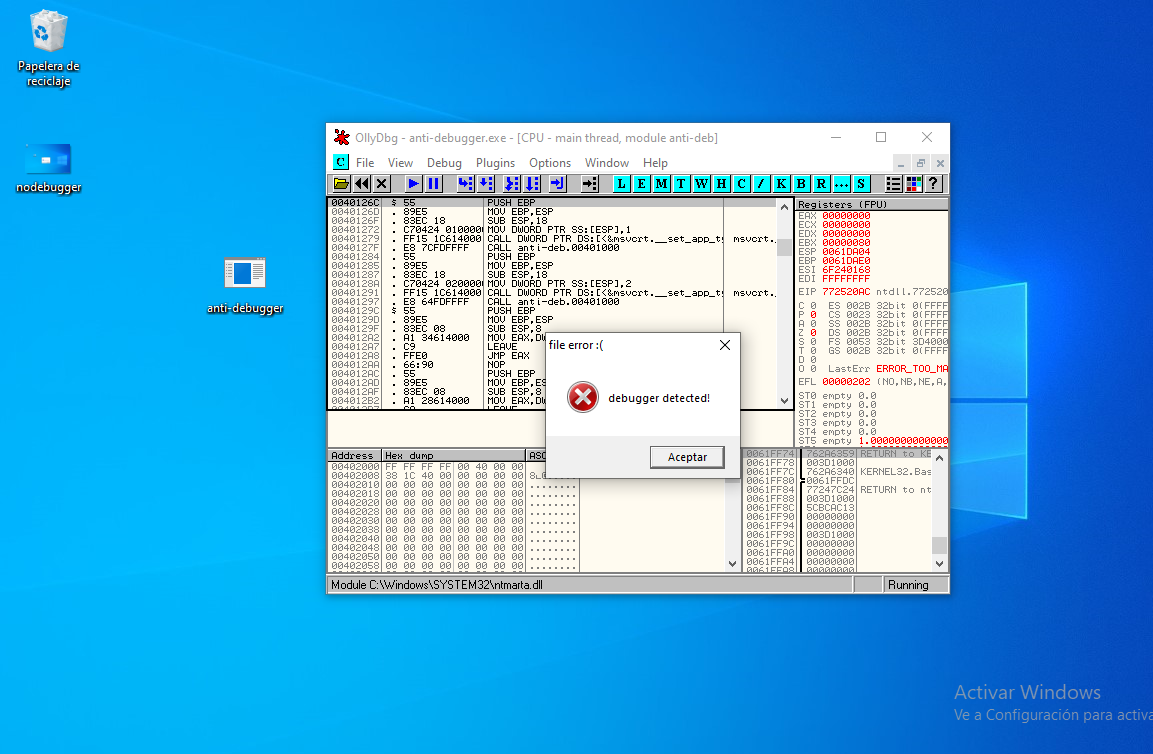 Papelera de
reciclaje
nodebugger
anti-debugger
OllyDbg - anti-debugger.exe - [CPU - main thread, module anti-deb]
C File View Debug Plugins Options Window Help
L E M T W H C / K B R ... S ?
0040126C $ 55 PUSH EBP
0040126D . 89E5 MOV EBP,ESP
0040126F . 83EC 18 SUB ESP,18
00401272 . C70424 0100000 MOV DWORD PTR SS:[ESP],1
00401279 . FF15 1C614000 CALL DWORD PTR DS:[<&msvcrt.__set_app_ty msvcrt.
0040127F . E8 7CFDFFFF CALL anti-deb.00401000
00401284 . 55 PUSH EBP
00401285 . 89E5 MOV EBP,ESP
00401287 . 83EC 18 SUB ESP,18
0040128A . C70424 0200000 MOV DWORD PTR SS:[ESP],2
00401291 . FF15 1C614000 CALL DWORD PTR DS:[<&msvcrt.__set_app_ty msvcrt.
00401297 . E8 64FDFFFF CALL anti-deb.00401000
0040129C $ 55 PUSH EBP
0040129D . 89E5 MOV EBP,ESP
0040129F . 83EC 08 SUB ESP,8
004012A2 . A1 34614000 MOV EAX,DW
004012A7 . C9 LEAVE
004012A8 . FFE0 JMP EAX
004012AA 66:90 NOP
004012AC . 55 PUSH EBP
004012AD . 89E5 MOV EBP,ES
004012AF . 83EC 08 SUB ESP,8
004012B2 . A1 28614000 MOV EAX,DW
Registers (FPU)
EAX 00000000
ECX 00000000
EDX 00000000
EBX 00000080
ESP 0061DA04
EBP 0061DAE0
ESI 6F240168
EDI FFFFFFFF
EIP 772520AC ntdll.772520
C 0 ES 002B 32bit 0(FFFF
P 0 CS 0023 32bit 0(FFFF
A 0 SS 002B 32bit 0(FFFF
Z 0 DS 002B 32bit 0(FFFF
S 0 FS 0053 32bit 3D4000
T 0 GS 002B 32bit 0(FFFF
D 0
O 0 LastErr ERROR_TOO_MA
EFL 00000202 (NO,NB,NE,A,
ST0 empty 0.0
ST1 empty 0.0
ST2 empty 0.0
ST3 empty 0.0
ST4 empty 0.0
ST5 empty 1.0000000000000
file error :(
debugger detected!
Aceptar
Address Hex dump ASC
00402000 FF FF FF FF 00 40 00 00
00402008 38 1C 40 00 00 00 00 00
00402010 00 00 00 00 00 00 00 00
00402018 00 00 00 00 00 00 00 00
00402020 00 00 00 00 00 00 00 00
00402028 00 00 00 00 00 00 00 00
00402030 00 00 00 00 00 00 00 00
00402038 00 00 00 00 00 00 00 00
00402040 00 00 00 00 00 00 00 00
00402048 00 00 00 00 00 00 00 00
00402050 00 00 00 00 00 00 00 00
00402058 00 00 00 00 00 00 00 00
0061FF74 762A6359 RETURN to KE
0061FF78 003D1000
0061FF7C 762A6340 KERNEL32.Bas
0061FF80 0061FFDC
0061FF84 77247C24 RETURN to nt
0061FF88 003D1000
0061FF8C 5CBCAC13
0061FF90 00000000
0061FF94 00000000
0061FF98 003D1000
0061FF9C 00000000
0061FFA0 00000000
0061FFA4 00000000
0061FFA8 00000000
Module C:\Windows\SYSTEM32\ntmarta.dll
Running
Activar Windows
Ve a Configuración para activa